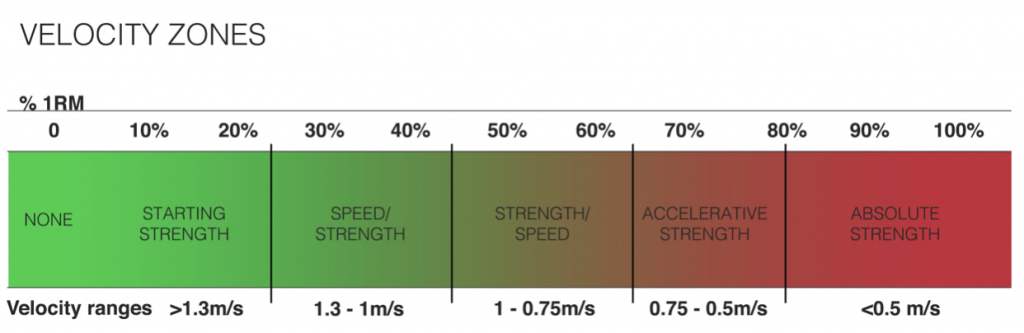 VELOCITY ZONES
% 1RM
0 10% 20% 30% 40% 50% 60% 70% 80% 90% 100%
NONE
STARTING
STRENGTH
SPEED/
STRENGTH
STRENGTH/
SPEED
ACCELERATIVE
STRENGTH
ABSOLUTE
STRENGTH
Velocity ranges >1.3m/s 1.3 - 1m/s 1 - 0.75m/s 0.75 - 0.5m/s <0.5 m/s